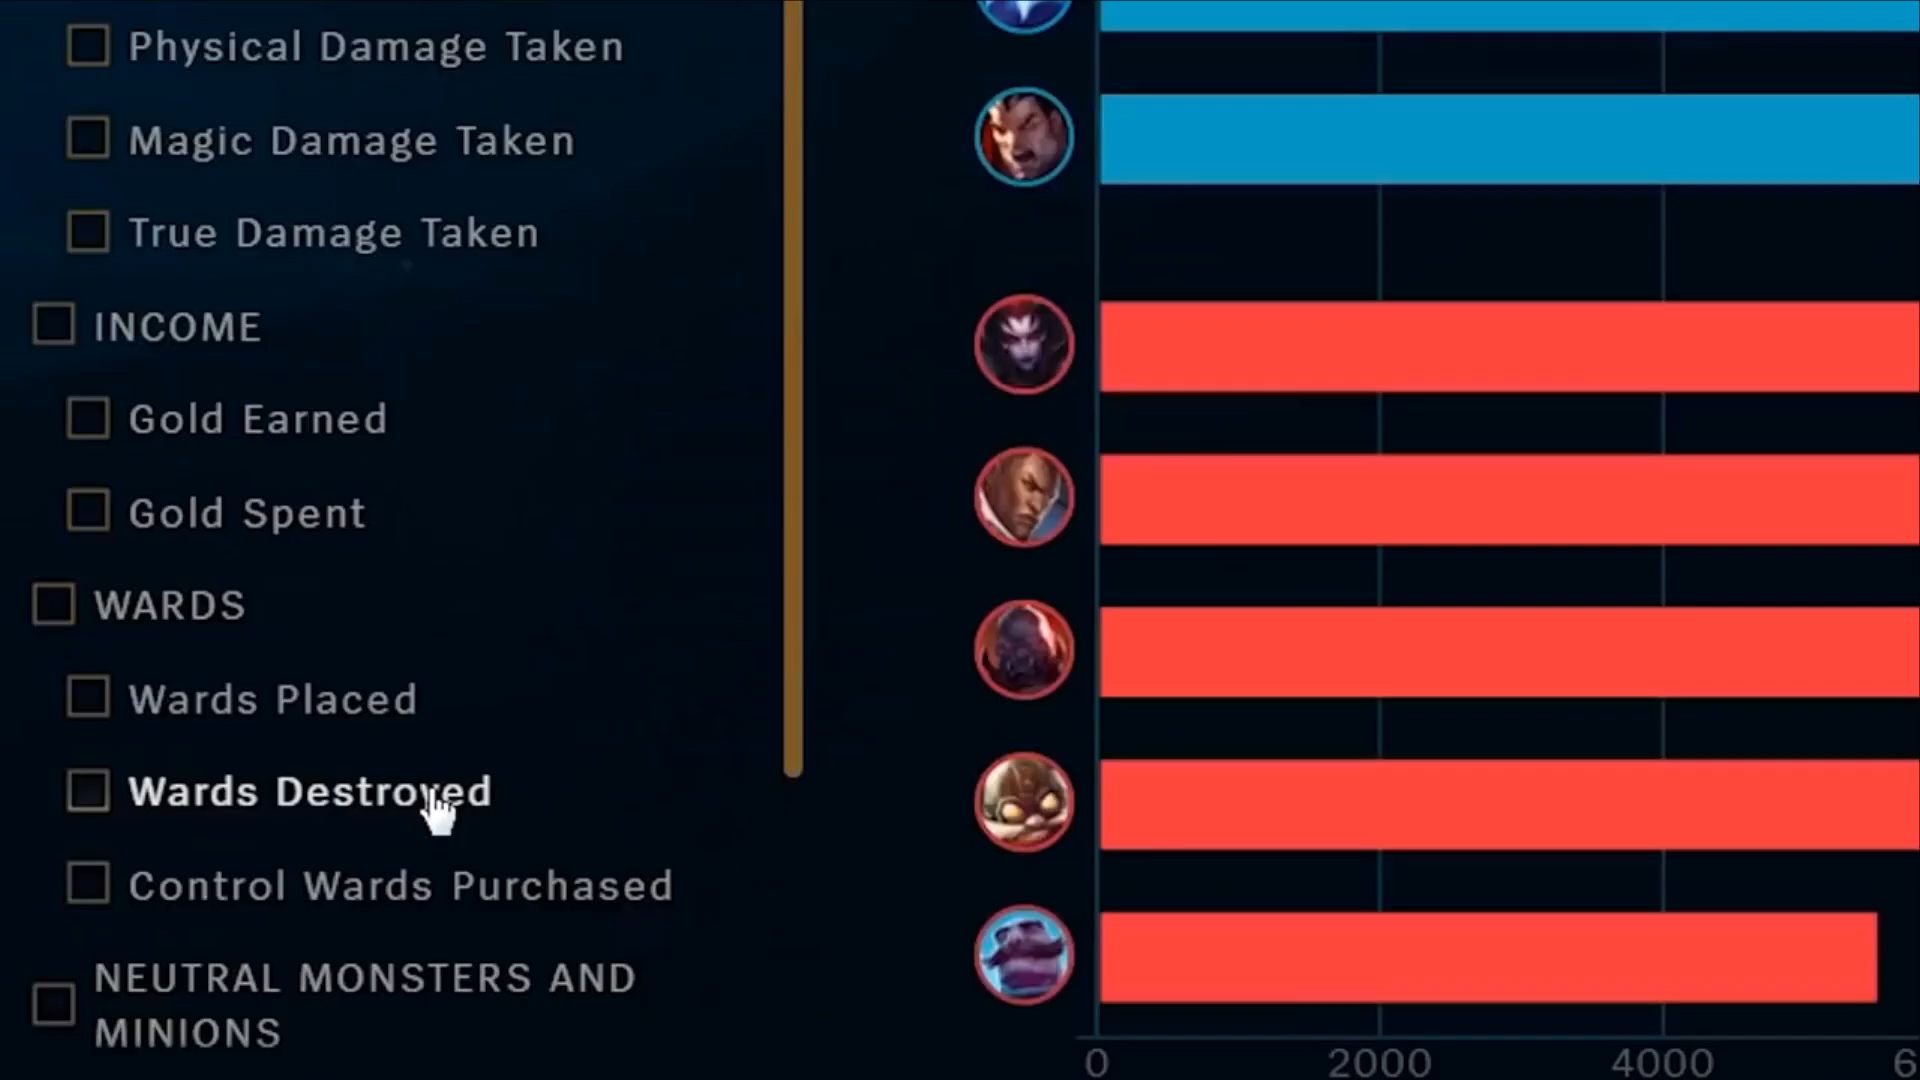 Physical Damage Taken
Magic Damage Taken
True Damage Taken
INCOME
Gold Earned
Gold Spent
WARDS
Wards Placed
Wards Destroyed
Control Wards Purchased
NEUTRAL MONSTERS AND
MINIONS
0 2000 4000 6